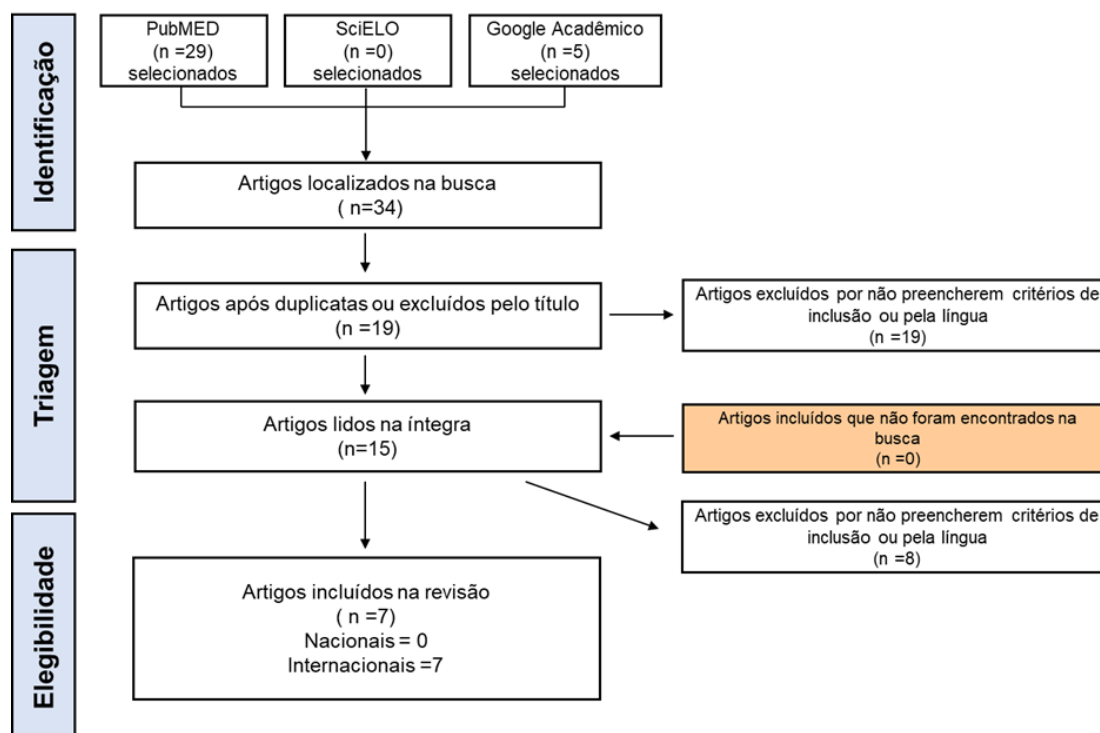 Identificação
PubMED
(n =29)
selecionados
SciELO
(n =0)
selecionados
Google Acadêmico
(n =5)
selecionados
Artigos localizados na busca
( n=34)
Triagem
Artigos após duplicatas ou excluídos pelo título
(n =19)
Artigos excluídos por não preencherem critérios de
inclusão ou pela língua
(n =19)
Artigos lidos na íntegra
(n=15)
Artigos incluídos que não foram encontrados na
busca
(n =0)
Artigos excluídos por não preencherem critérios de
inclusão ou pela língua
(n =8)
Elegibilidade
Artigos incluídos na revisão
( n =7)
Nacionais = 0
Internacionais =7